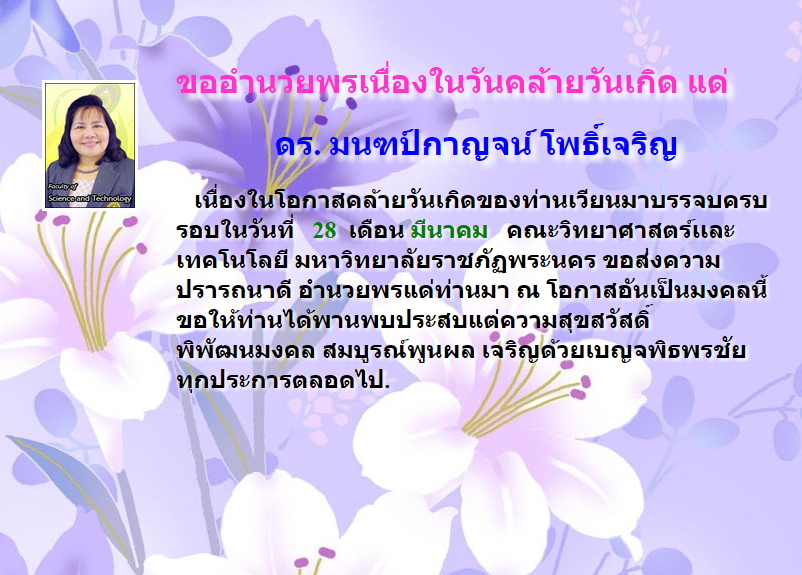 ขออำนวยพรเนื่องในวันคล้ายวันเกิด แด่
ดร. มนฑป์กาญจน์ โพธิ์เจริญ
Faculty of
Science and Technology
เนื่องในโอกาสคล้ายวันเกิดของท่านเวียนมาบรรจบครบ
รอบในวันที่ 28 เดือน มีนาคม คณะวิทยาศาสตร์และ
เทคโนโลยี มหาวิทยาลัยราชภัฏพระนคร ขอส่งความ
ปรารถนาดี อำนวยพรแด่ท่านมา ณ โอกาสอันเป็นมงคลนี้
ขอให้ท่านได้พานพบประสบแต่ความสุขสวัสดิ์
พิพัฒนมงคล สมบูรณ์พูนผล เจริญด้วยเบญจพิธพรชัย
ทุกประการตลอดไป.